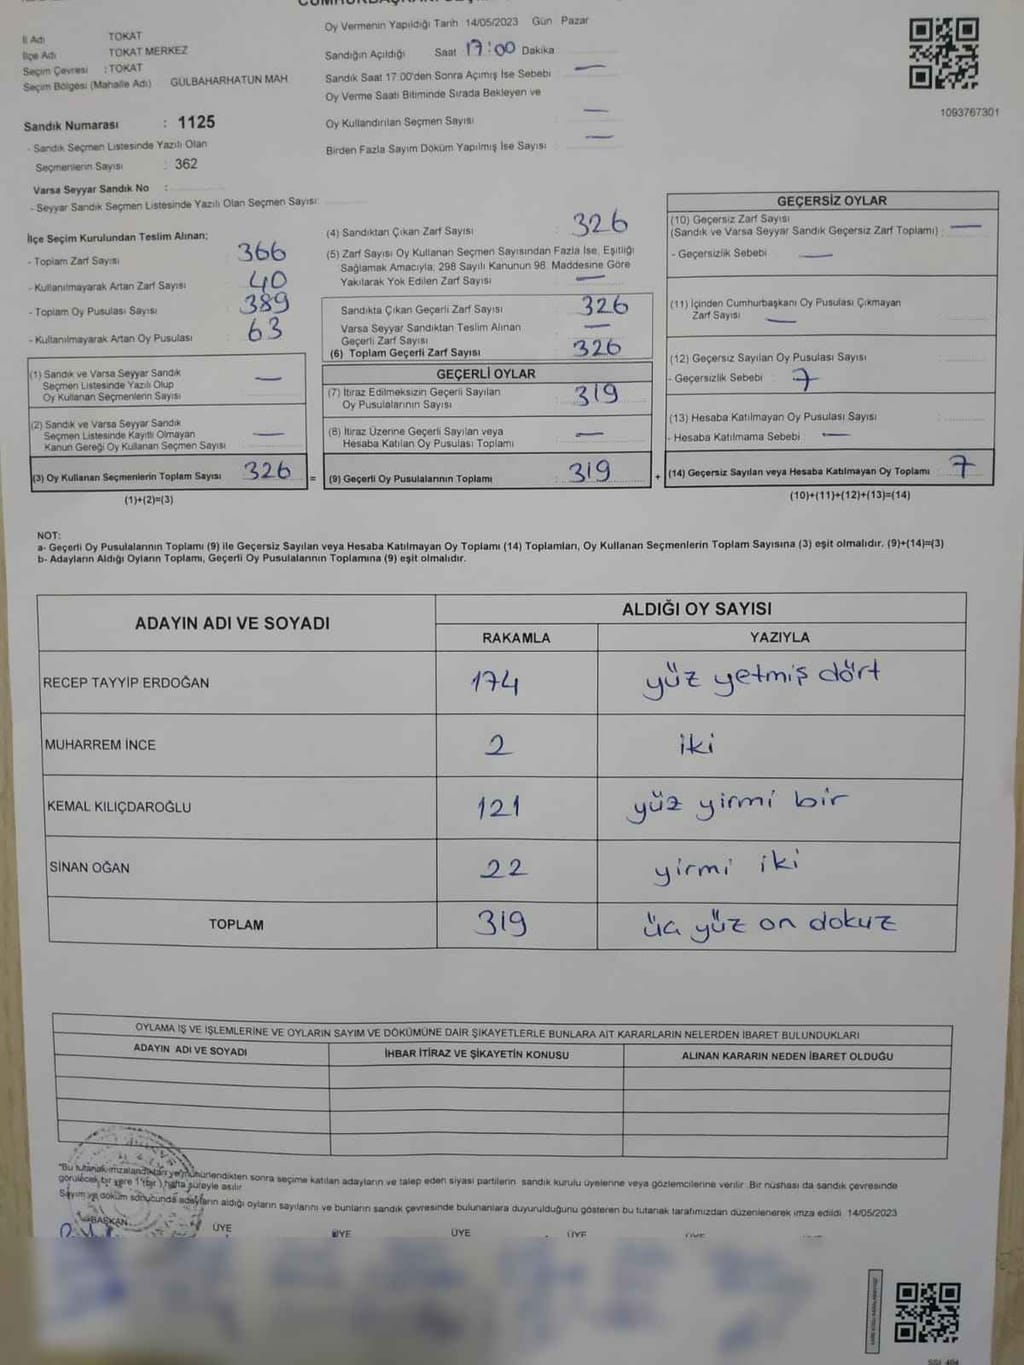 Oy Vermenin Yapıldığı Tarih 14/05/2023 Gün Pazar
İl Adı TOKAT
İlçe Adı TOKAT MERKEZ
Seçim Çevresi : TOKAT
Seçim Bölgesi (Mahalle Adı) GÜLBAHARHATUN MAH.
Sandık Numarası : 1125
- Sandık Seçmen Listesinde Yazılı Olan
Seçmenlerin Sayısı : 362
Varsa Seyyar Sandık No :
- Seyyar Sandık Seçmen Listesinde Yazılı Olan Seçmen Sayısı:
Sandığın Açıldığı Saat 17:00 Dakika
Sandık Saat 17.00'den Sonra Açımış İse Sebebi —
Oy Verme Saati Bitiminde Sırada Bekleyen ve
Oy Kullandırılan Seçmen Sayısı —
Birden Fazla Sayım Döküm Yapılmış İse Sayısı —
1093767301
İlçe Seçim Kurulundan Teslim Alınan;
- Toplam Zarf Sayısı 366
- Kullanılmayarak Artan Zarf Sayısı 40
- Toplam Oy Pusulası Sayısı 389
- Kullanılmayarak Artan Oy Pusulası 63
(1) Sandık ve Varsa Seyyar Sandık
Seçmen Listesinde Yazılı Olup
Oy Kullanan Seçmenlerin Sayısı —
(2) Sandık ve Varsa Seyyar Sandık
Seçmen Listesinde Kayıtlı Olmayan
Kanun Gereği Oy Kullanan Seçmen Sayısı —
(3) Oy Kullanan Seçmenlerin Toplam Sayısı 326 =
(1)+(2)=(3)
(4) Sandıktan Çıkan Zarf Sayısı : 326
(5) Zarf Sayısı Oy Kullanan Seçmen Sayısından Fazla İse, Eşitliği
Sağlamak Amacıyla, 298 Sayılı Kanunun 98. Maddesine Göre
Yakılarak Yok Edilen Zarf Sayısı —
Sandıkta Çıkan Geçerli Zarf Sayısı 326
Varsa Seyyar Sandıktan Teslim Alınan
Geçerli Zarf Sayısı —
(6) Toplam Geçerli Zarf Sayısı 326
GEÇERLİ OYLAR
(7) İtiraz Edilmeksizin Geçerli Sayılan
Oy Pusulalarının Sayısı 319
(8) İtiraz Üzerine Geçerli Sayılan veya
Hesaba Katılan Oy Pusulası Toplamı —
(9) Geçerli Oy Pusulalarının Toplamı 319 +
GEÇERSİZ OYLAR
(10) Geçersiz Zarf Sayısı
(Sandık ve Varsa Seyyar Sandık Geçersiz Zarf Toplamı) : —
- Geçersizlik Sebebi : —
(11) İçinden Cumhurbaşkanı Oy Pusulası Çıkmayan
Zarf Sayısı —
(12) Geçersiz Sayılan Oy Pusulası Sayısı :
- Geçersizlik Sebebi : 7
(13) Hesaba Katılmayan Oy Pusulası Sayısı :
- Hesaba Katılmama Sebebi : —
(14) Geçersiz Sayılan veya Hesaba Katılmayan Oy Toplamı 7
(10)+(11)+(12)+(13)=(14)
NOT:
a- Geçerli Oy Pusulalarının Toplamı (9) ile Geçersiz Sayılan veya Hesaba Katılmayan Oy Toplamı (14) Toplamları, Oy Kullanan Seçmenlerin Toplam Sayısına (3) eşit olmalıdır. (9)+(14)=(3)
b- Adayların Aldığı Oyların Toplamı, Geçerli Oy Pusulalarının Toplamına (9) eşit olmalıdır.
ADAYIN ADI VE SOYADI ALDIĞI OY SAYISI
RAKAMLA YAZIYLA
RECEP TAYYİP ERDOĞAN 174 yüz yetmiş dört
MUHARREM İNCE 2 iki
KEMAL KILIÇDAROĞLU 121 yüz yirmi bir
SİNAN OĞAN 22 yirmi iki
TOPLAM 319 üç yüz on dokuz
OYLAMA İŞ VE İŞLEMLERİNE VE OYLARIN SAYIM VE DÖKÜMÜNE DAİR ŞİKAYETLERLE BUNLARA AİT KARARLARIN NELERDEN İBARET BULUNDUKLARI
ADAYIN ADI VE SOYADI İHBAR İTİRAZ VE ŞİKAYETİN KONUSU ALINAN KARARIN NEDEN İBARET OLDUĞU
"Bu tutanak imzalandıktan ve mühürlendikten sonra seçime katılan adayların ve talep eden siyasi partilerin sandık kurulu üyelerine veya gözlemcilerine verilir. Bir nüshası da sandık çevresinde
görülecek bir yere 1 (bir) hafta süreyle asılır.
Sayım ve döküm sonucunda adayların aldığı oyların sayılarını ve bunların sandık çevresinde bulunanlara duyurulduğunu gösteren bu tutanak tarafımızdan düzenlenerek imza edildi. 14/05/2023
BAŞKAN ÜYE ÜYE ÜYE ÜYE